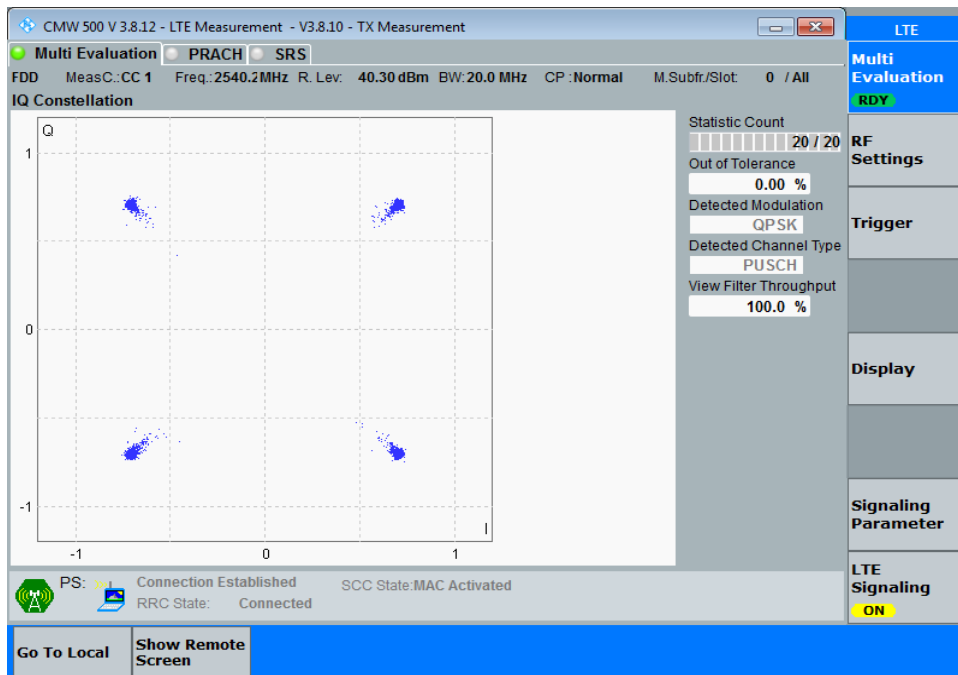 CMW 500 V 3.8.12 - LTE Measurement - V3.8.10 - TX Measurement
LTE
Multi Evaluation PRACH SRS
Multi Evaluation
RDY
FDD MeasC.:CC 1 Freq.:2540.2MHz R. Lev: 40.30 dBm BW:20.0 MHz CP :Normal M.Subfr./Slot: 0 / All
IQ Constellation
Q
1
0
-1
-1 0 1
I
Statistic Count
20 / 20
Out of Tolerance
0.00 %
Detected Modulation
QPSK
Detected Channel Type
PUSCH
View Filter Throughput
100.0 %
RF
Settings
Trigger
Display
Signaling
Parameter
LTE
Signaling
ON
PS: Connection Established SCC State:MAC Activated
RRC State: Connected
Go To Local
Show Remote
Screen